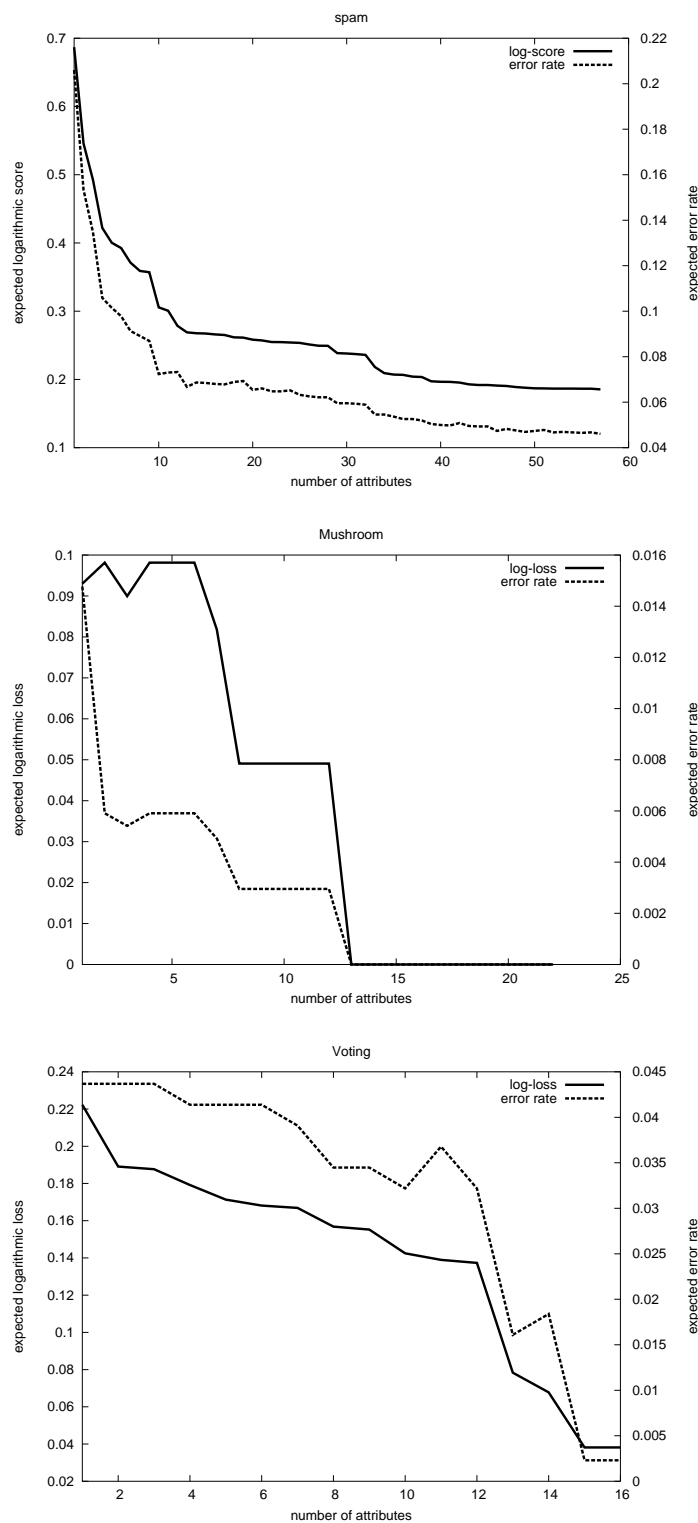 spam
0.7
0.6
0.5
0.4
0.3
0.2
0.1
expected logarithmic score
0.22
0.2
0.18
0.16
0.14
0.12
0.1
0.08
0.06
0.04
expected error rate
log-score
error rate
10 20 30 40 50 60
number of attributes
Mushroom
0.1
0.09
0.08
0.07
0.06
0.05
0.04
0.03
0.02
0.01
0
expected logarithmic loss
0.016
0.014
0.012
0.01
0.008
0.006
0.004
0.002
0
expected error rate
log-loss
error rate
5 10 15 20 25
number of attributes
Voting
0.24
0.22
0.2
0.18
0.16
0.14
0.12
0.1
0.08
0.06
0.04
0.02
expected logarithmic loss
0.045
0.04
0.035
0.03
0.025
0.02
0.015
0.01
0.005
0
expected error rate
log-loss
error rate
2 4 6 8 10 12 14 16
number of attributes